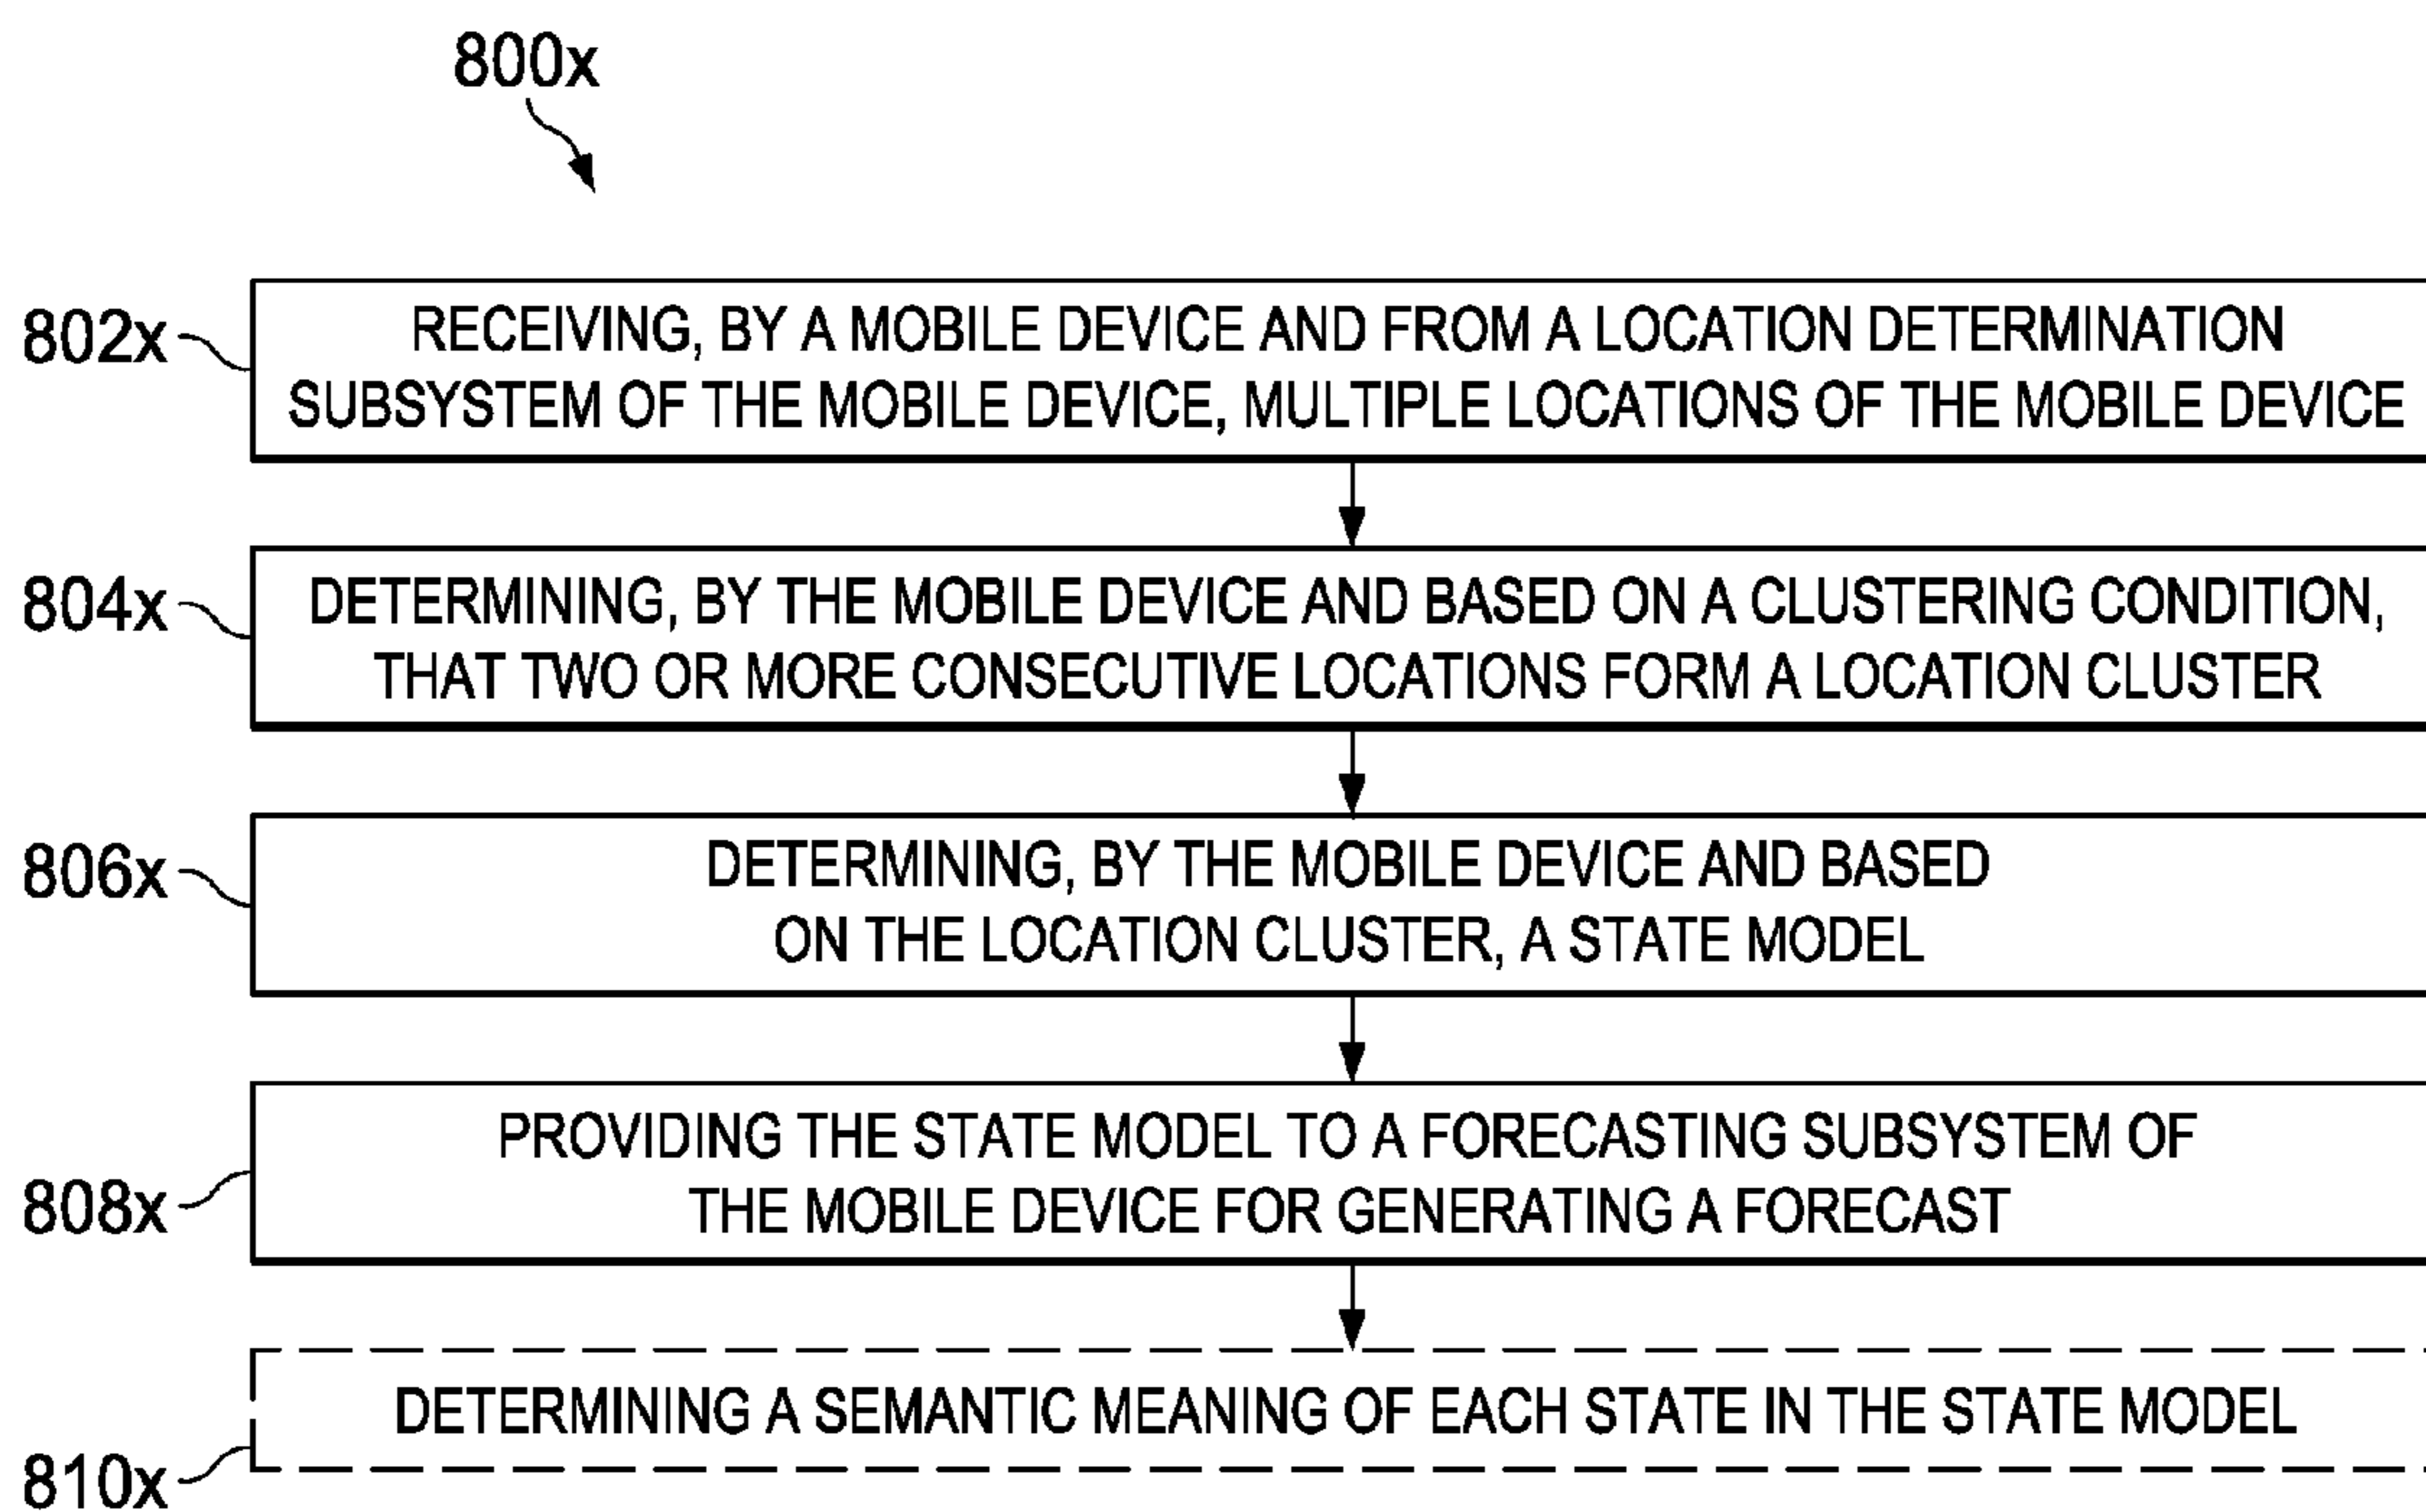 800x
802x
RECEIVING, BY A MOBILE DEVICE AND FROM A LOCATION DETERMINATION
SUBSYSTEM OF THE MOBILE DEVICE, MULTIPLE LOCATIONS OF THE MOBILE DEVICE
804x
DETERMINING, BY THE MOBILE DEVICE AND BASED ON A CLUSTERING CONDITION,
THAT TWO OR MORE CONSECUTIVE LOCATIONS FORM A LOCATION CLUSTER
806x
DETERMINING, BY THE MOBILE DEVICE AND BASED
ON THE LOCATION CLUSTER, A STATE MODEL
808x
PROVIDING THE STATE MODEL TO A FORECASTING SUBSYSTEM OF
THE MOBILE DEVICE FOR GENERATING A FORECAST
810x
DETERMINING A SEMANTIC MEANING OF EACH STATE IN THE STATE MODEL